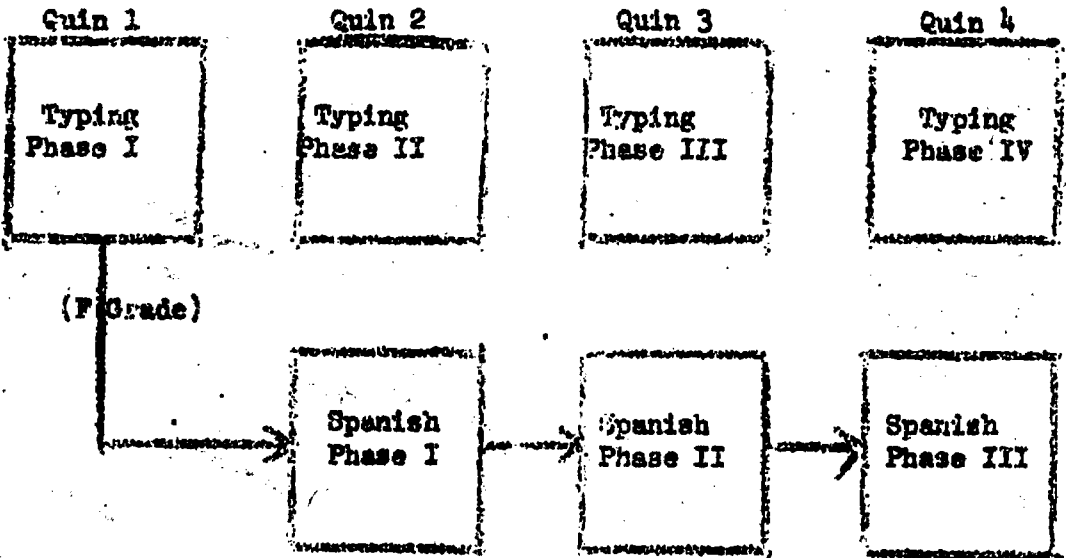 Quin 1 Quin 2 Quin 3 Quin 4
Typing
Phase I
Typing
Phase II
Typing
Phase III
Typing
Phase IV
(F Grade)
Spanish
Phase I
Spanish
Phase II
Spanish
Phase III